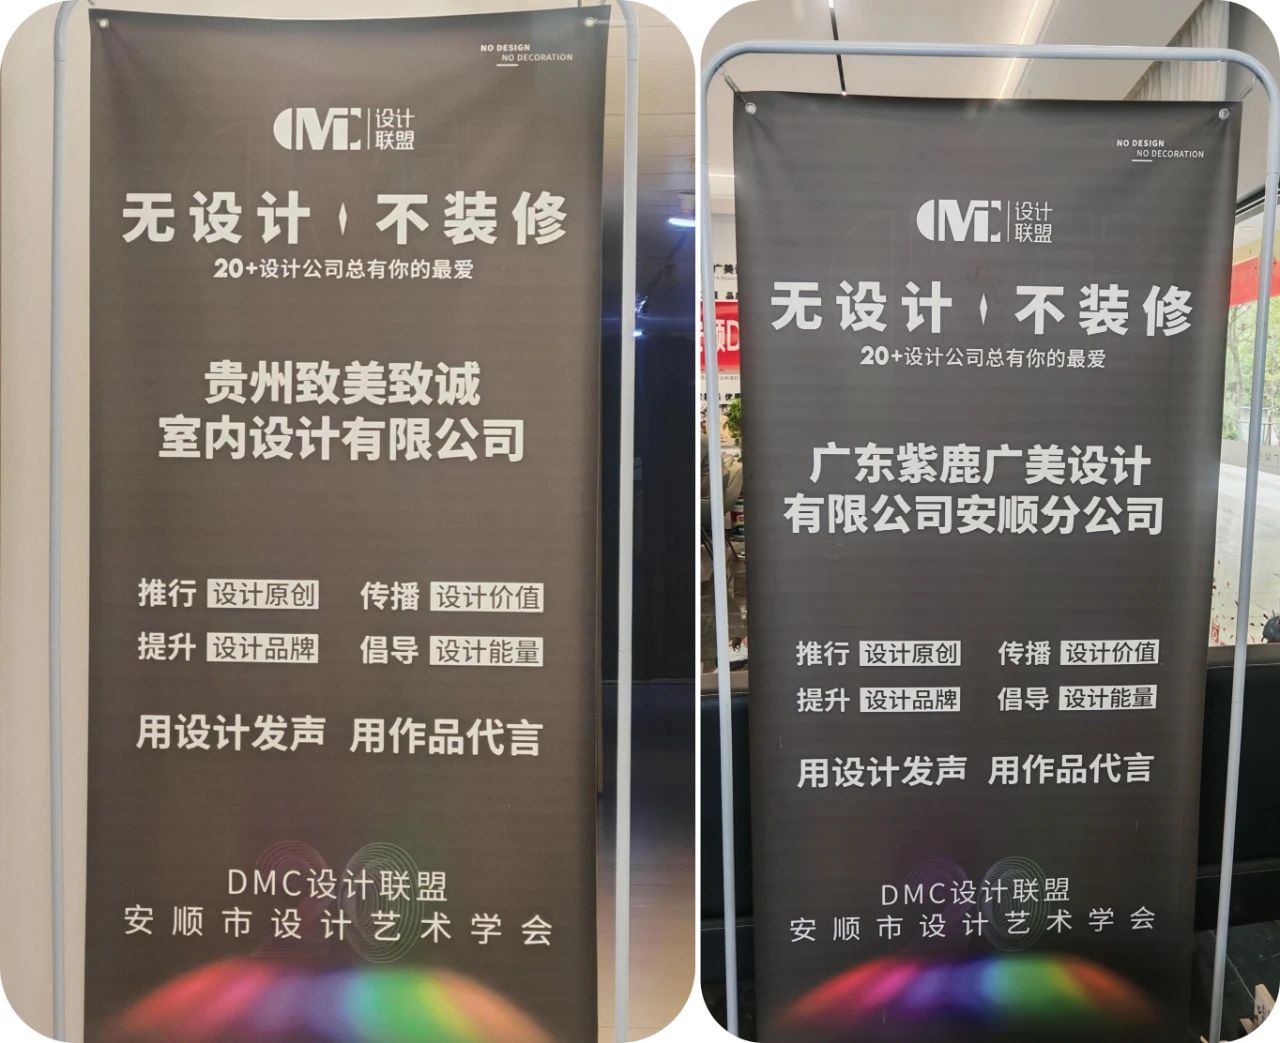 NO DESIGN
NO DECORATION
DMC 设计联盟
无设计 不装修
20+设计公司总有你的最爱
贵州致美致诚
室内设计有限公司
推行 设计原创 传播 设计价值
提升 设计品牌 倡导 设计能量
用设计发声 用作品代言
DMC设计联盟
安顺市设计艺术学会
NO DESIGN
NO DECORATION
DMC 设计联盟
无设计 不装修
20+设计公司总有你的最爱
广东紫鹿广美设计
有限公司安顺分公司
推行 设计原创 传播 设计价值
提升 设计品牌 倡导 设计能量
用设计发声 用作品代言
DMC设计联盟
安顺市设计艺术学会
广美
顺D